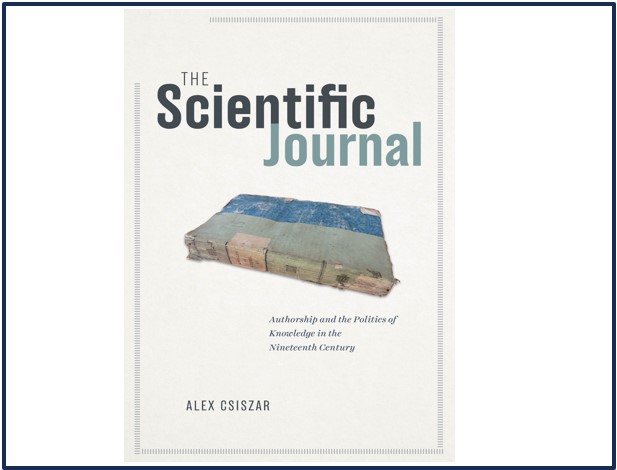 THE
Scientific
Journal
Authorship and the Politics of
Knowledge in the
Nineteenth Century
ALEX CSISZAR